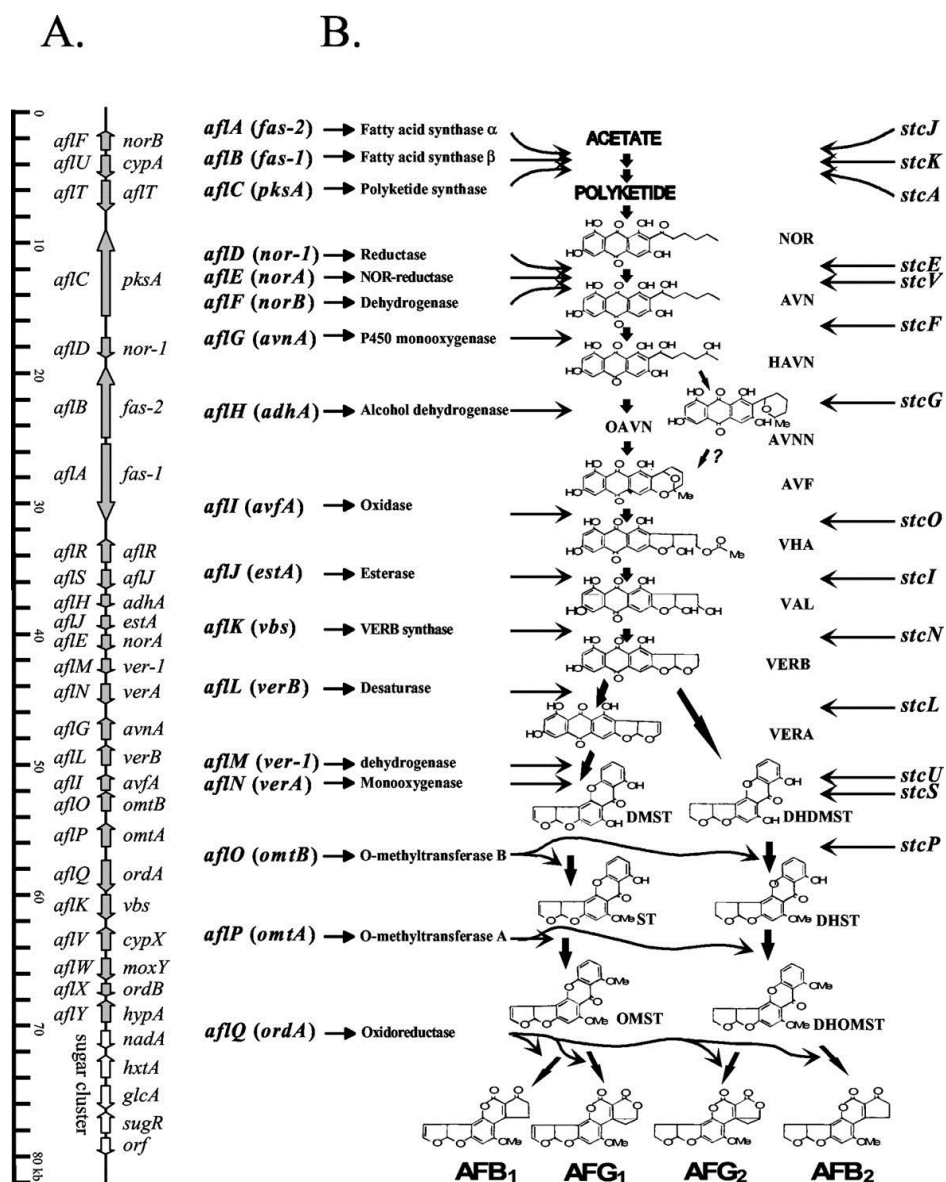 A.
B.
0
10
20
30
40
50
60
70
80 kb
aflF norB
aflU cypA
aflT aflT
aflC pksA
aflD nor-1
aflB fas-2
aflA fas-1
aflR aflR
aflS aflJ
aflH adhA
aflJ estA
aflE norA
aflM ver-1
aflN verA
aflG avnA
aflL verB
aflI avfA
aflO omtB
aflP omtA
aflQ ordA
aflK vbs
aflV cypX
aflW moxY
aflX ordB
aflY hypA
sugar cluster
nadA
hxtA
glcA
sugR
orf
aflA (fas-2) Fatty acid synthase α
aflB (fas-1) Fatty acid synthase β
aflC (pksA) Polyketide synthase
aflD (nor-1) Reductase
aflE (norA) NOR-reductase
aflF (norB) Dehydrogenase
aflG (avnA) P450 monooxygenase
aflH (adhA) Alcohol dehydrogenase
aflI (avfA) Oxidase
aflJ (estA) Esterase
aflK (vbs) VERB synthase
aflL (verB) Desaturase
aflM (ver-1) dehydrogenase
aflN (verA) Monooxygenase
aflO (omtB) O-methyltransferase B
aflP (omtA) O-methyltransferase A
aflQ (ordA) Oxidoreductase
ACETATE
POLYKETIDE
NOR
AVN
HAVN
OAVN
AVNN
?
AVF
VHA
VAL
VERB
VERA
DMST DHDMST
ST DHST
OMST DHOMST
AFB1 AFG1 AFG2 AFB2
stcJ
stcK
stcA
stcE
stcV
stcF
stcG
stcO
stcI
stcN
stcL
stcU
stcS
stcP